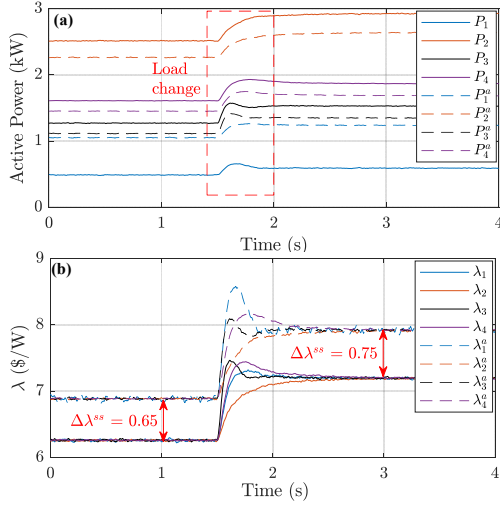 (a)
3
2
1
0
Active Power (kW)
Load
change
P₁
P₂
P₃
P₄
P₁ᵃ
P₂ᵃ
P₃ᵃ
P₄ᵃ
0 1 2 3 4
Time (s)
(b)
9
8
7
6
λ ($/W)
Δλˢˢ = 0.65
Δλˢˢ = 0.75
λ₁
λ₂
λ₃
λ₄
λ₁ᵃ
λ₂ᵃ
λ₃ᵃ
λ₄ᵃ
0 1 2 3 4
Time (s)